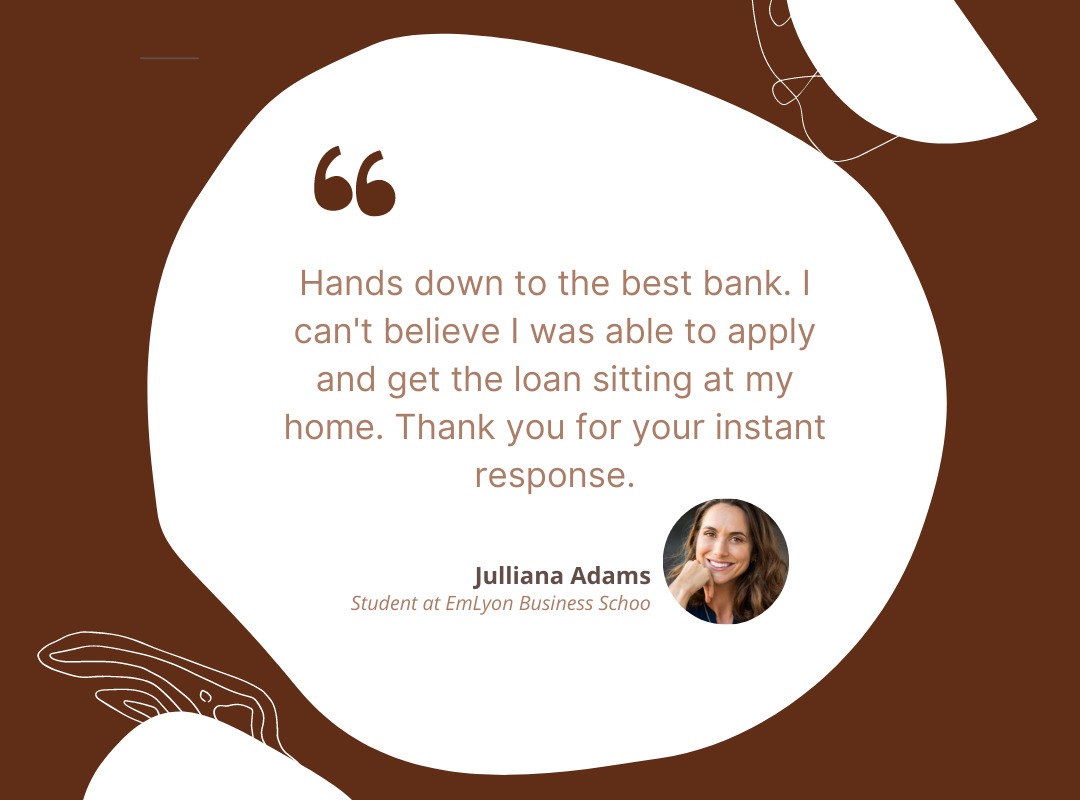 “
Hands down to the best bank. I
can't believe I was able to apply
and get the loan sitting at my
home. Thank you for your instant
response.
Julliana Adams
Student at EmLyon Business Schoo